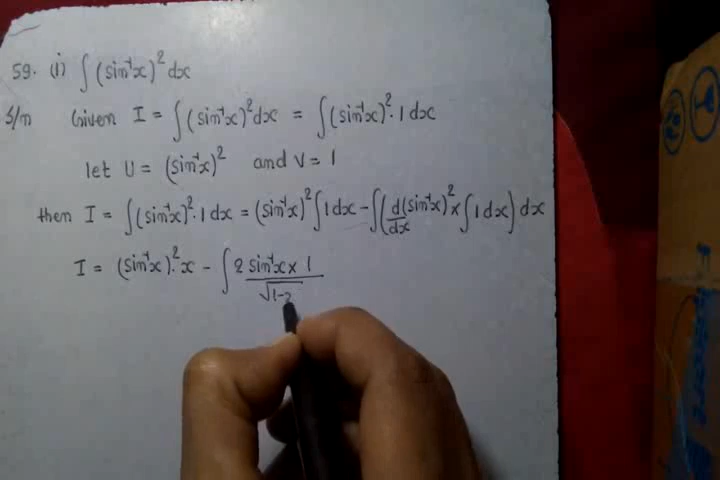 59. (i) ∫ (sin⁻¹x)² dx
S/n Given I = ∫ (sin⁻¹x)² dx = ∫ (sin⁻¹x)² · 1 dx
let U = (sin⁻¹x)² and V = 1
then I = ∫ (sin⁻¹x)² · 1 dx = (sin⁻¹x)² ∫ 1 dx − ∫ (d/dx (sin⁻¹x)² × ∫ 1 dx) dx
I = (sin⁻¹x)² · x − ∫ 2 sin⁻¹x × 1 / √1−